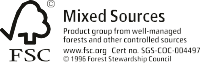 ©
Mixed Sources
Product group from well-managed
forests and other controlled sources
www.fsc.org Cert no. SGS-COC-004497
© 1996 Forest Stewardship Council
FSC